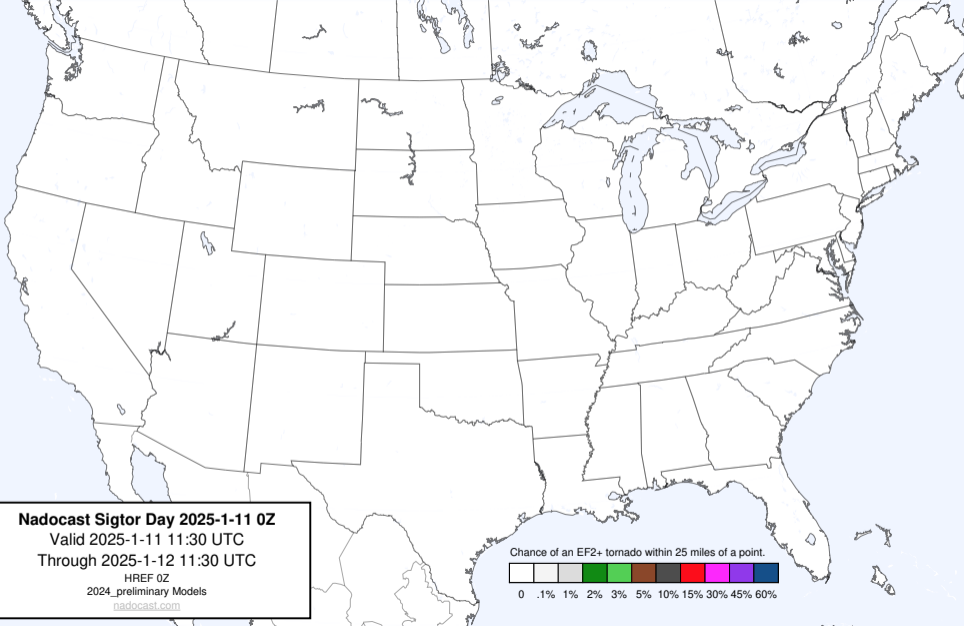 Nadocast Sigtor Day 2025-1-11 0Z
Valid 2025-1-11 11:30 UTC
Through 2025-1-12 11:30 UTC
HREF 0Z
2024_preliminary Models
nadocast.com
Chance of an EF2+ tornado within 25 miles of a point.
0 .1% 1% 2% 3% 5% 10% 15% 30% 45% 60%